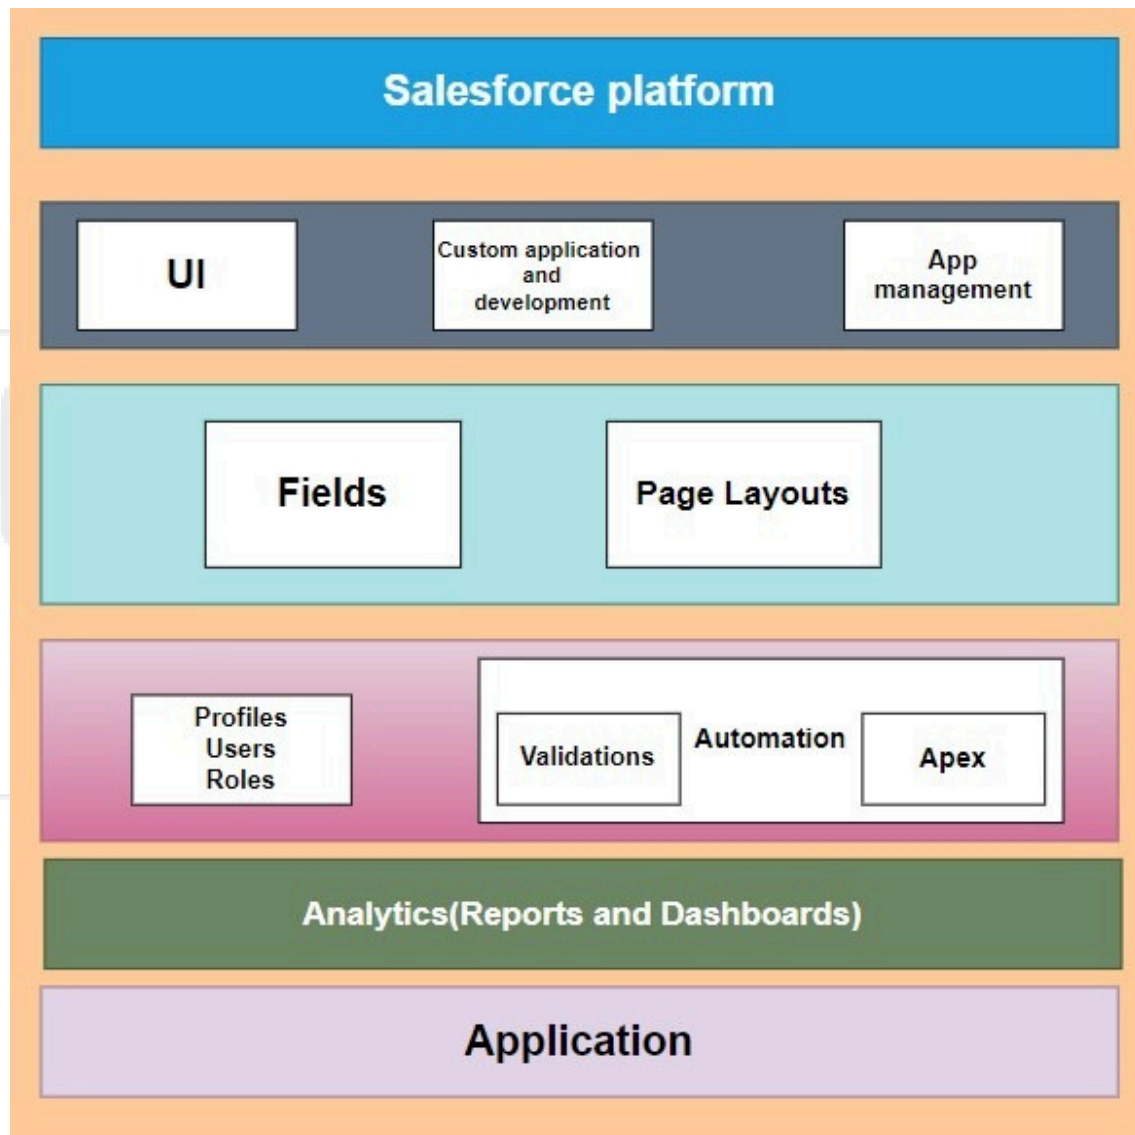 Salesforce platform
UI
Custom application
and
development
App
management
Fields
Page Layouts
Profiles
Users
Roles
Validations
Automation
Apex
Analytics(Reports and Dashboards)
Application